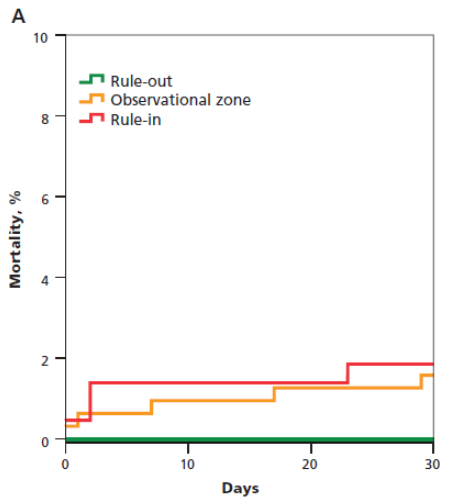 A
10
Rule-out
Observational zone
8
Rule-in
6
Mortality, %
4
2
0
0 10 20 30
Days